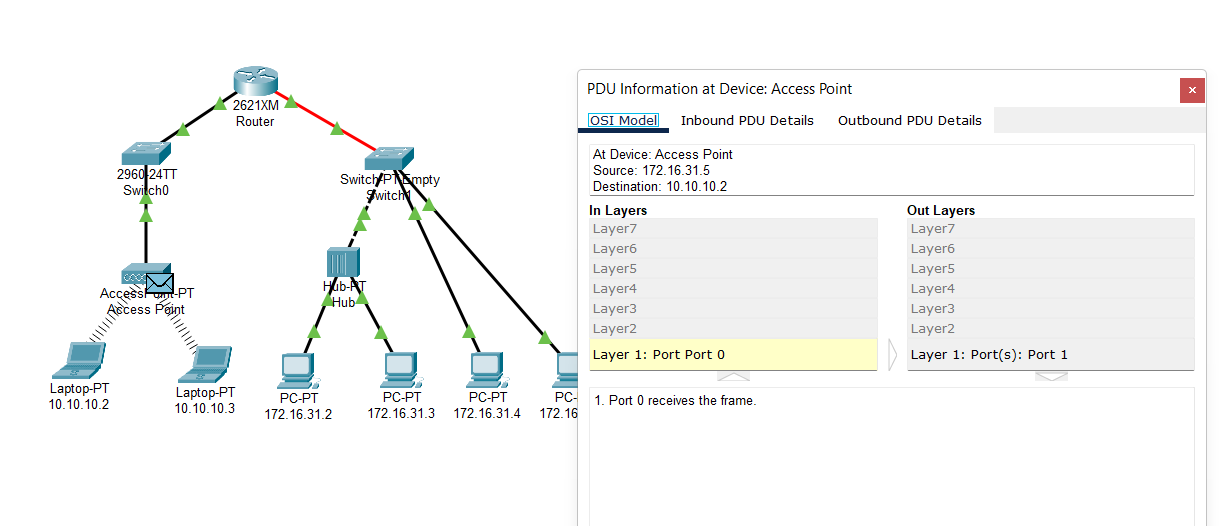 2621XM
Router
2960-24TT
Switch0
Switch-PT-Empty
Switch1
AccessPoint-PT
Access Point
Hub-PT
Hub
Laptop-PT
10.10.10.2
Laptop-PT
10.10.10.3
PC-PT
172.16.31.2
PC-PT
172.16.31.3
PC-PT
172.16.31.4
PC-
172.16
PDU Information at Device: Access Point
OSI Model Inbound PDU Details Outbound PDU Details
At Device: Access Point
Source: 172.16.31.5
Destination: 10.10.10.2
In Layers
Layer7
Layer6
Layer5
Layer4
Layer3
Layer2
Layer 1: Port Port 0
Out Layers
Layer7
Layer6
Layer5
Layer4
Layer3
Layer2
Layer 1: Port(s): Port 1
1. Port 0 receives the frame.